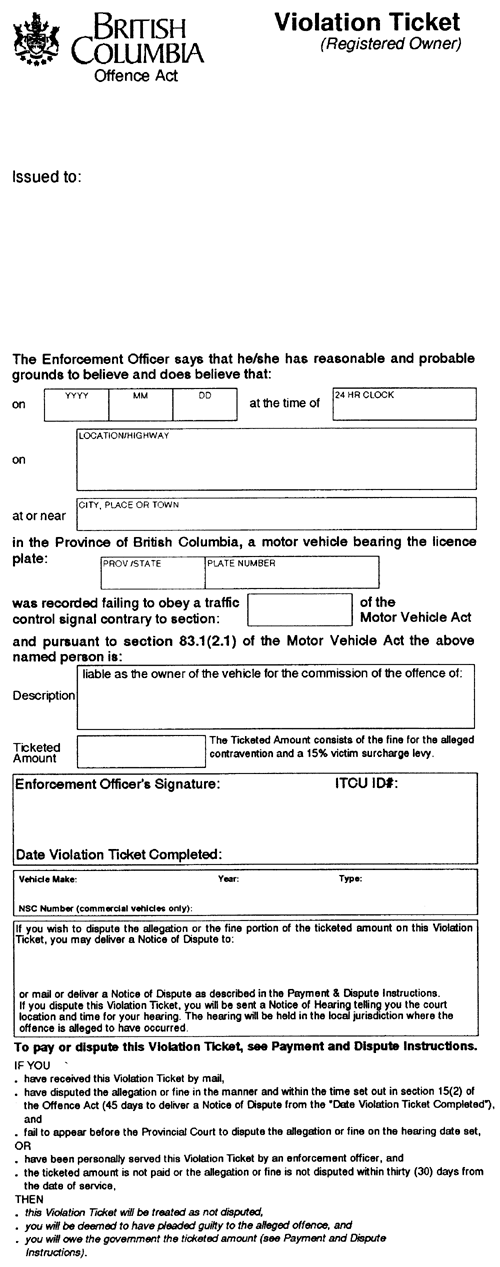 BRITISH
COLUMBIA
Offence Act
Violation Ticket
(Registered Owner)
Issued to:
The Enforcement Officer says that he/she has reasonable and probable
grounds to believe and does believe that:
on YYYY MM DD at the time of 24 HR CLOCK
on LOCATION/HIGHWAY
at or near CITY, PLACE OR TOWN
in the Province of British Columbia, a motor vehicle bearing the licence
plate: PROV/STATE PLATE NUMBER
was recorded failing to obey a traffic
control signal contrary to section:
of the
Motor Vehicle Act
and pursuant to section 83.1(2.1) of the Motor Vehicle Act the above
named person is:
liable as the owner of the vehicle for the commission of the offence of:
Description
Ticketed
Amount
The Ticketed Amount consists of the fine for the alleged
contravention and a 15% victim surcharge levy.
Enforcement Officer's Signature: ITCU ID#:
Date Violation Ticket Completed:
Vehicle Make: Year: Type:
NSC Number (commercial vehicles only):
If you wish to dispute the allegation or the fine portion of the ticketed amount on this Violation
Ticket, you may deliver a Notice of Dispute to:
or mail or deliver a Notice of Dispute as described in the Payment & Dispute Instructions.
If you dispute this Violation Ticket, you will be sent a Notice of Hearing telling you the court
location and time for your hearing. The hearing will be held in the local jurisdiction where the
offence is alleged to have occurred.
To pay or dispute this Violation Ticket, see Payment and Dispute Instructions.
IF YOU
. have received this Violation Ticket by mail,
. have disputed the allegation or fine in the manner and within the time set out in section 15(2) of
the Offence Act (45 days to deliver a Notice of Dispute from the "Date Violation Ticket Completed"),
and
. fail to appear before the Provincial Court to dispute the allegation or fine on the hearing date set,
OR
. have been personally served this Violation Ticket by an enforcement officer, and
. the ticketed amount is not paid or the allegation or fine is not disputed within thirty (30) days from
the date of service,
THEN
. this Violation Ticket will be treated as not disputed,
. you will be deemed to have pleaded guilty to the alleged offence, and
. you will owe the government the ticketed amount (see Payment and Dispute
Instructions).